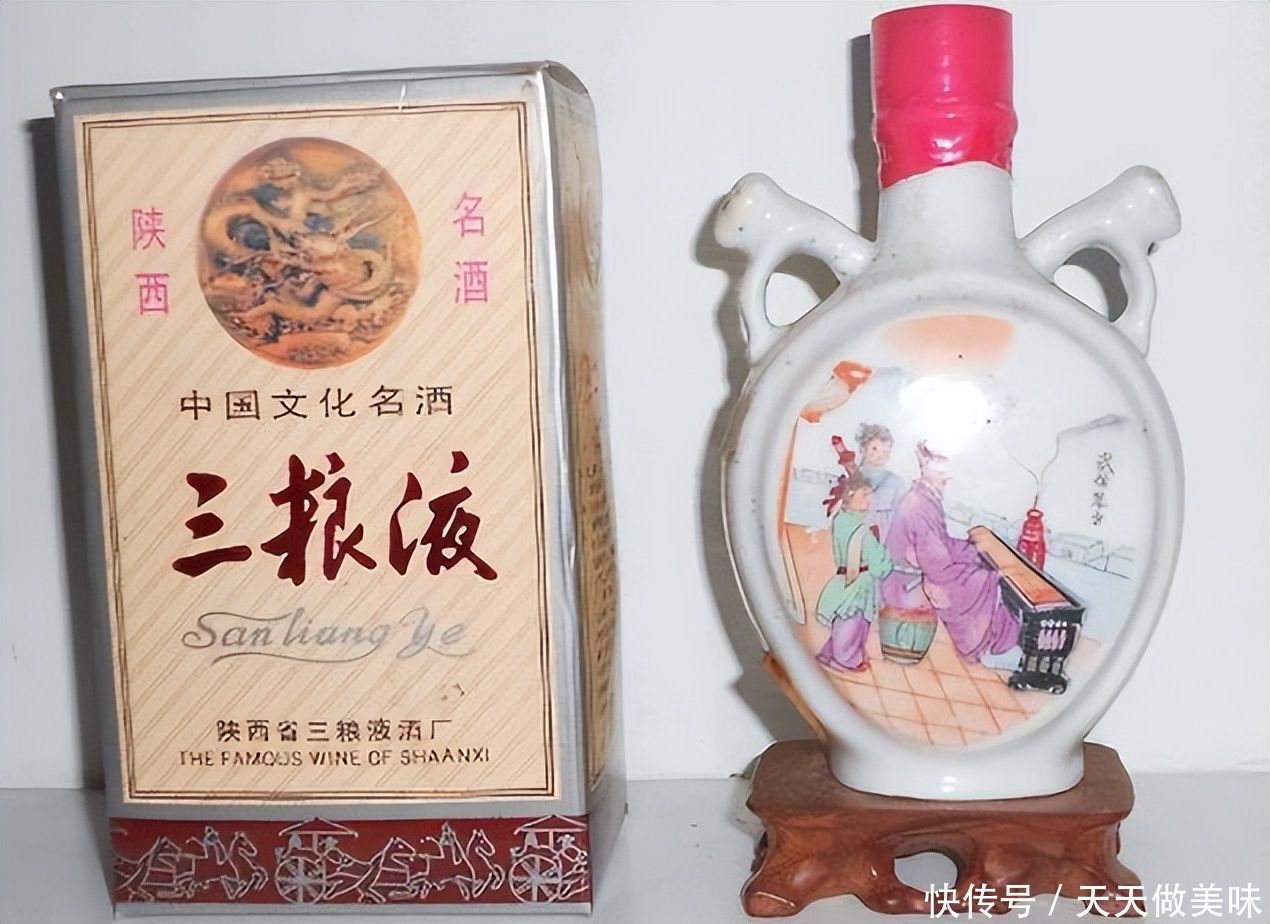 陕西
名酒
中国文化名酒
三粮液
San liang ye
陕西省三粮液酒厂
THE FAMOUS WINE OF SHAANXI
快传号 / 天天做美味